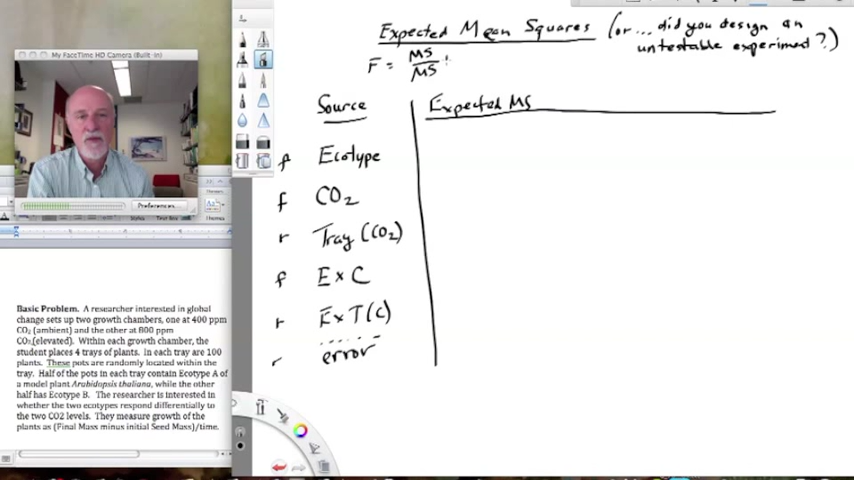 My FaceTime HD Camera (Built-in)
Preferences...
Expected Mean Squares (or... did you design an
untestable experiment?)
F = MS
MS
Source
Expected MS
f Ecotype
f CO₂
r Tray (CO₂)
f E x C
r E x T(C)
r error
Basic Problem. A researcher interested in global
change sets up two growth chambers, one at 400 ppm
CO₂ (ambient) and the other at 800 ppm
CO₂ (elevated). Within each growth chamber, the
student places 4 trays of plants. In each tray are 100
plants. These pots are randomly located within the
tray. Half of the pots in each tray contain Ecotype A of
a model plant Arabidopsis thaliana, while the other
half has Ecotype B. The researcher is interested in
whether the two ecotypes respond differentially to
the two CO2 levels. They measure growth of the
plants as (Final Mass minus initial Seed Mass)/time.